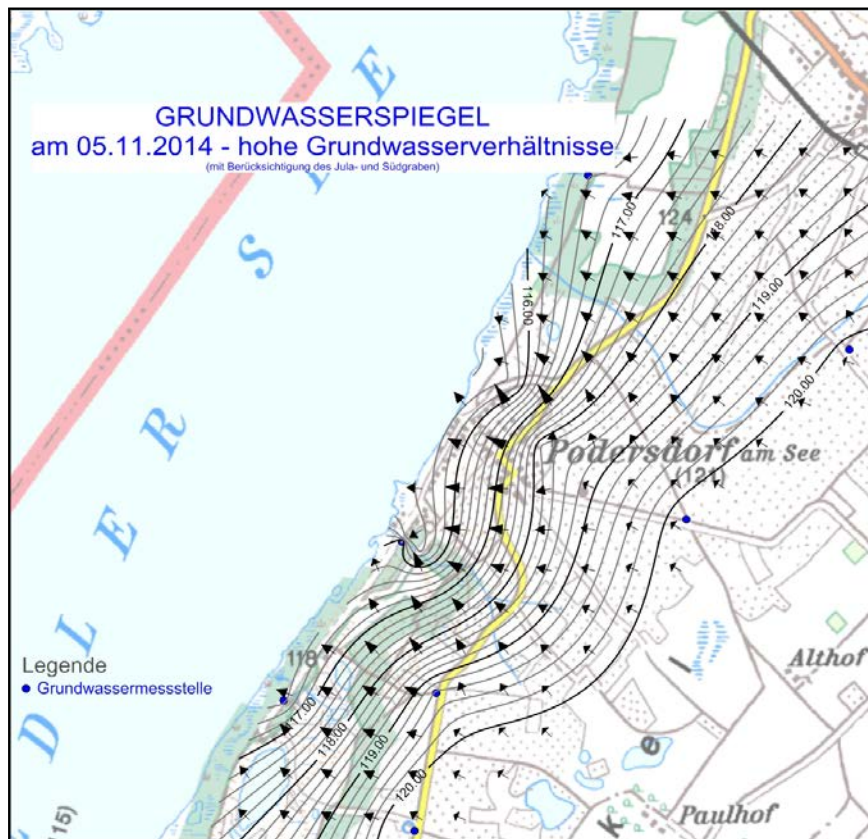 GRUNDWASSERSPIEGEL
am 05.11.2014 - hohe Grundwasserverhältnisse
(mit Berücksichtigung des Jula- und Südgraben)
D L E R S E E
117.00
124
118.00
119.00
116.00
120.00
Podersdorf am See
(121)
Legende
Grundwassermessstelle
118
117.00
118.00
119.00
120.00
Althof
l
e
k
Paulhof
115)